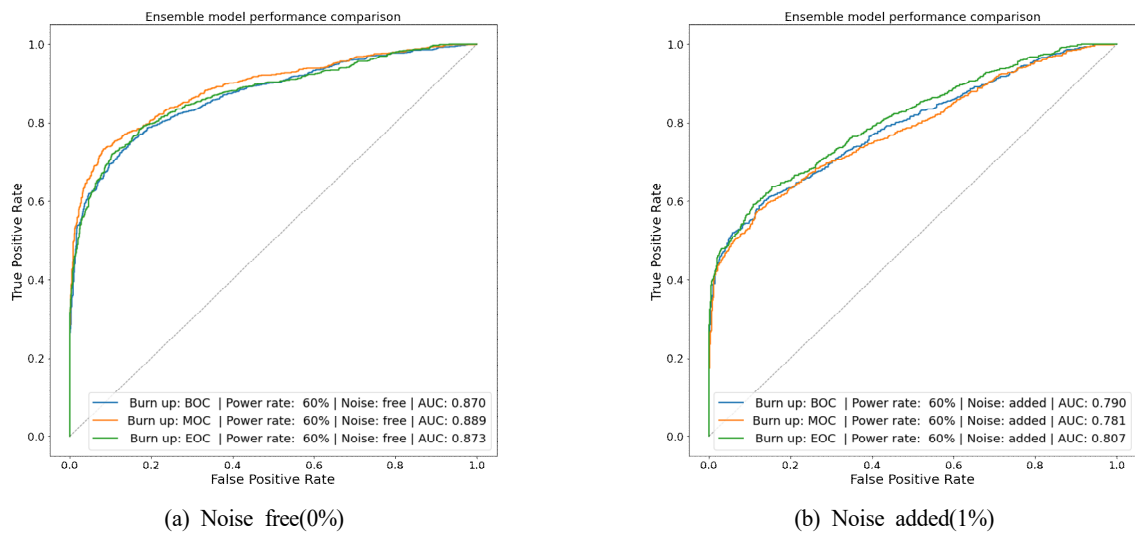 Ensemble model performance comparison
1.0
0.8
0.6
0.4
0.2
0.0
True Positive Rate
Burn up: BOC | Power rate: 60% | Noise: free | AUC: 0.870
Burn up: MOC | Power rate: 60% | Noise: free | AUC: 0.889
Burn up: EOC | Power rate: 60% | Noise: free | AUC: 0.873
0.0 0.2 0.4 0.6 0.8 1.0
False Positive Rate
(a) Noise free(0%)
Ensemble model performance comparison
1.0
0.8
0.6
0.4
0.2
0.0
True Positive Rate
Burn up: BOC | Power rate: 60% | Noise: added | AUC: 0.790
Burn up: MOC | Power rate: 60% | Noise: added | AUC: 0.781
Burn up: EOC | Power rate: 60% | Noise: added | AUC: 0.807
0.0 0.2 0.4 0.6 0.8 1.0
False Positive Rate
(b) Noise added(1%)